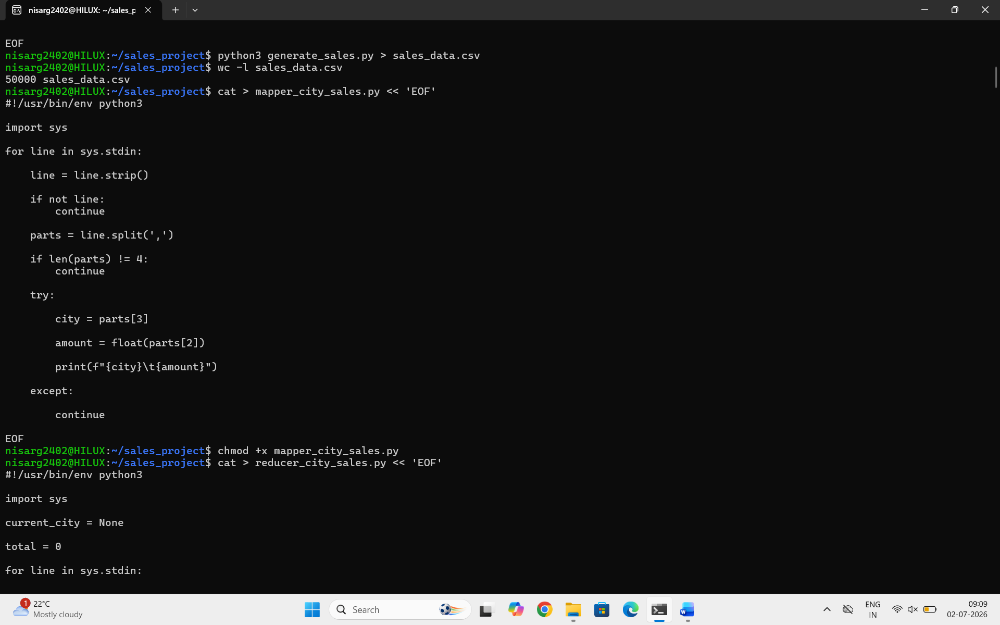 nisarg2402@HILUX: ~/sales_p
EOF
nisarg2402@HILUX:~/sales_project$ python3 generate_sales.py > sales_data.csv
nisarg2402@HILUX:~/sales_project$ wc -l sales_data.csv
50000 sales_data.csv
nisarg2402@HILUX:~/sales_project$ cat > mapper_city_sales.py << 'EOF'
#!/usr/bin/env python3
import sys
for line in sys.stdin:
    line = line.strip()
    if not line:
        continue
    parts = line.split(',')
    if len(parts) != 4:
        continue
    try:
        city = parts[3]
        amount = float(parts[2])
        print(f"{city}\t{amount}")
    except:
        continue
EOF
nisarg2402@HILUX:~/sales_project$ chmod +x mapper_city_sales.py
nisarg2402@HILUX:~/sales_project$ cat > reducer_city_sales.py << 'EOF'
#!/usr/bin/env python3
import sys
current_city = None
total = 0
for line in sys.stdin:
1
22°C
Mostly cloudy
Search
ENG
IN
09:09
02-07-2026